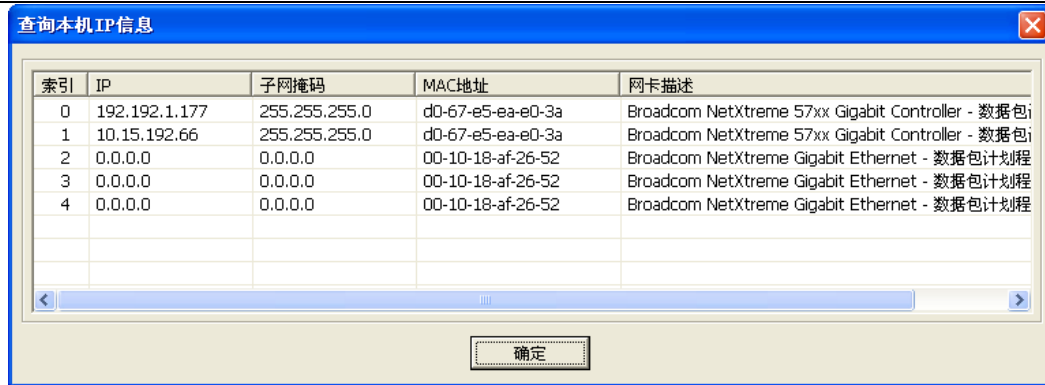 查询本机IP信息
索引 IP 子网掩码 MAC地址 网卡描述
0 192.192.1.177 255.255.255.0 d0-67-e5-ea-e0-3a Broadcom NetXtreme 57xx Gigabit Controller - 数据包
1 10.15.192.66 255.255.255.0 d0-67-e5-ea-e0-3a Broadcom NetXtreme 57xx Gigabit Controller - 数据包
2 0.0.0.0 0.0.0.0 00-10-18-af-26-52 Broadcom NetXtreme Gigabit Ethernet - 数据包计划程
3 0.0.0.0 0.0.0.0 00-10-18-af-26-52 Broadcom NetXtreme Gigabit Ethernet - 数据包计划程
4 0.0.0.0 0.0.0.0 00-10-18-af-26-52 Broadcom NetXtreme Gigabit Ethernet - 数据包计划程
确定